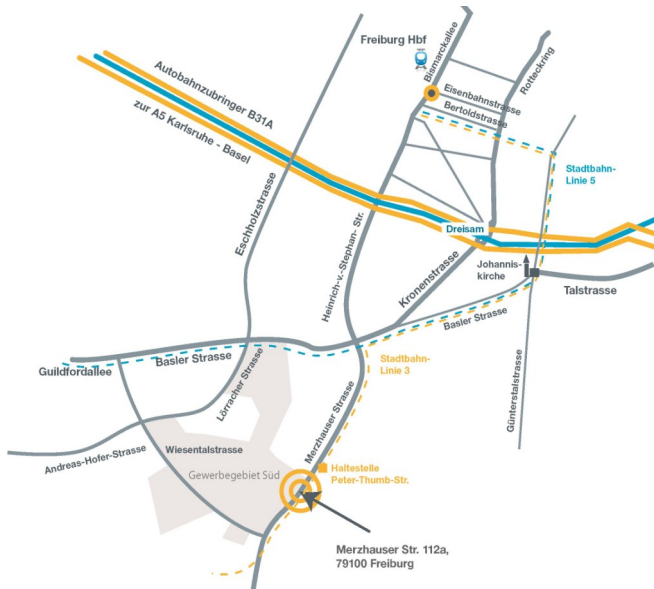 Freiburg Hbf
Bismarckallee
Rotteckring
Eisenbahnstrasse
Bertoldstrasse
Autobahnzubringer B31A
zur A5 Karlsruhe - Basel
Stadtbahn-
Linie 5
Eschholzstrasse
Heinrich-v.-Stephan- Str.
Dreisam
Johannis-
kirche
Kronenstrasse
Talstrasse
Basler Strasse
Basler Strasse
Guildfordallee
Lörracher Strasse
Stadtbahn-
Linie 3
Günterstalstrasse
Merzhauser Strasse
Andreas-Hofer-Strasse
Wiesentalstrasse
Gewerbegebiet Süd
Haltestelle
Peter-Thumb-Str.
Merzhauser Str. 112a,
79100 Freiburg